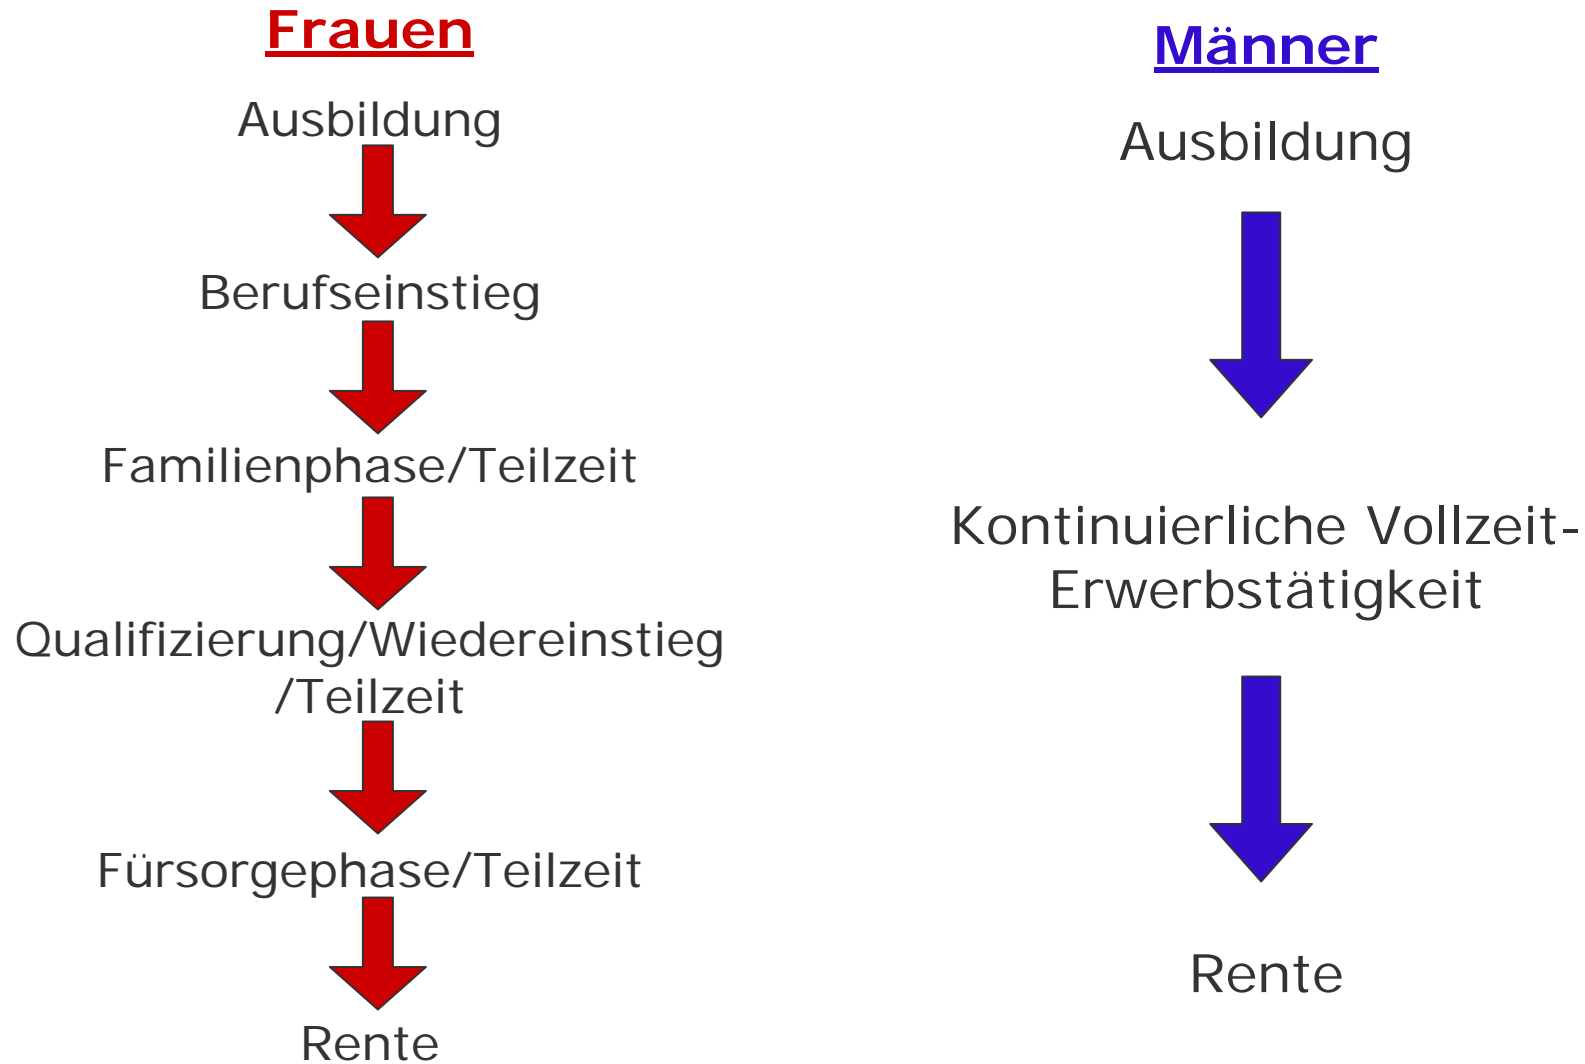 Frauen
Ausbildung
Berufseinstieg
Familienphase/Teilzeit
Qualifizierung/Wiedereinstieg
/Teilzeit
Fürsorgephase/Teilzeit
Rente
Männer
Ausbildung
Kontinuierliche Vollzeit-
Erwerbstätigkeit
Rente